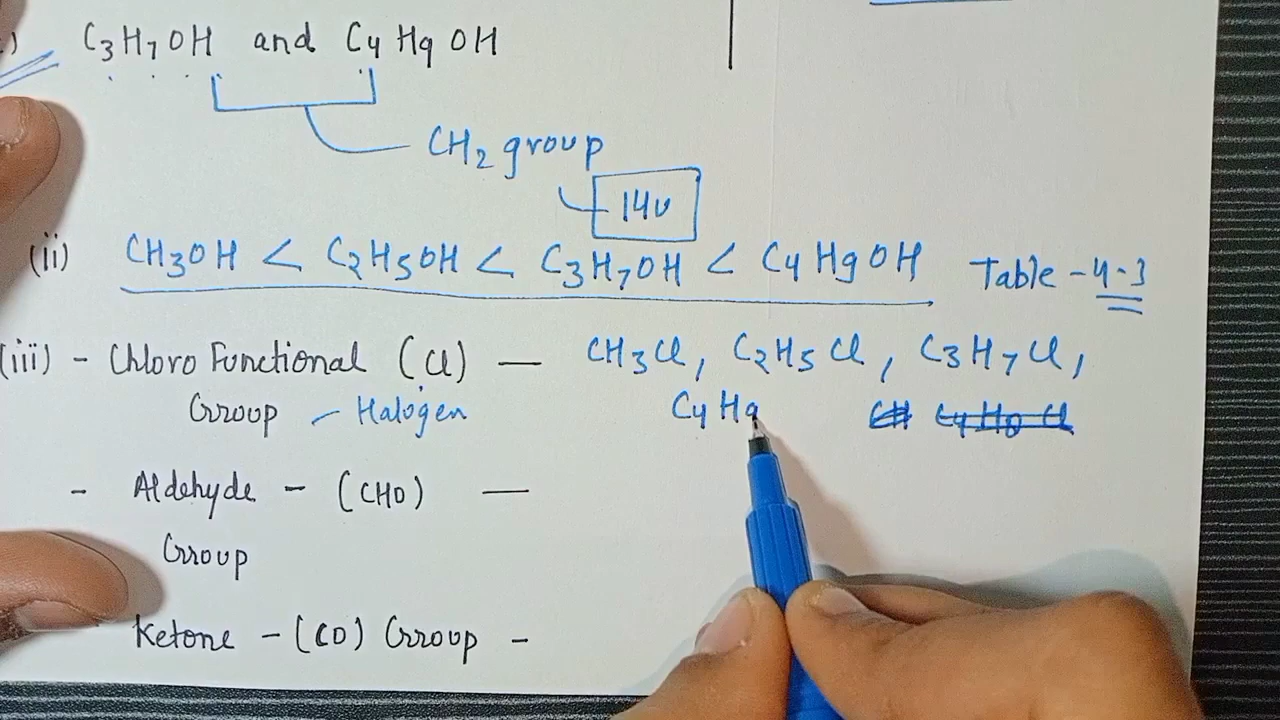 C3H7OH and C4H9OH
CH2 group
14u
(ii) CH3OH < C2H5OH < C3H7OH < C4H9OH Table - 4.3
(iii) - Chloro Functional (Cl) — CH3Cl, C2H5Cl, C3H7Cl,
Group - Halogen C4H9
- Aldehyde - (CHO) —
Group
Ketone - (CO) Group -